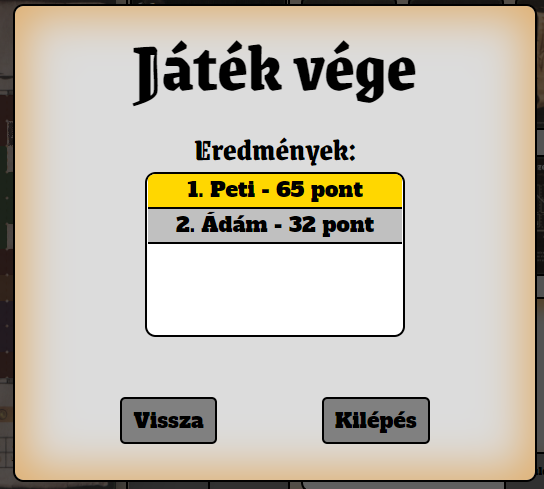 Játék vége
Eredmények:
1. Peti - 65 pont
2. Ádám - 32 pont
Vissza
Kilépés